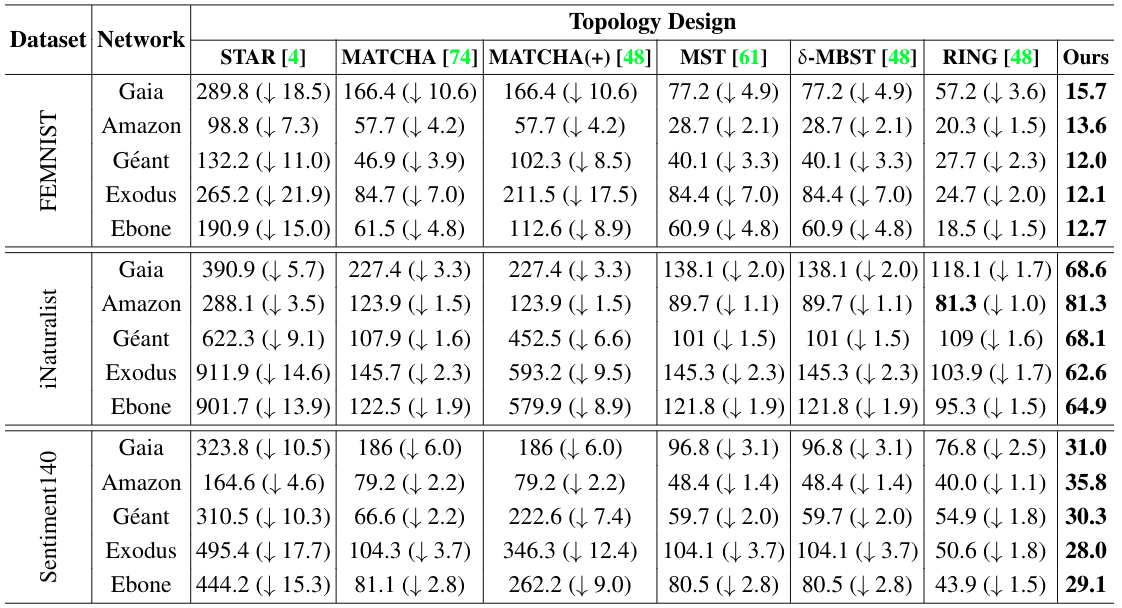 Dataset Network Topology Design
STAR [4] MATCHA [74] MATCHA(+) [48] MST [61] δ-MBST [48] RING [48] Ours
FEMNIST
Gaia 289.8 (↓ 18.5) 166.4 (↓ 10.6) 166.4 (↓ 10.6) 77.2 (↓ 4.9) 77.2 (↓ 4.9) 57.2 (↓ 3.6) 15.7
Amazon 98.8 (↓ 7.3) 57.7 (↓ 4.2) 57.7 (↓ 4.2) 28.7 (↓ 2.1) 28.7 (↓ 2.1) 20.3 (↓ 1.5) 13.6
Géant 132.2 (↓ 11.0) 46.9 (↓ 3.9) 102.3 (↓ 8.5) 40.1 (↓ 3.3) 40.1 (↓ 3.3) 27.7 (↓ 2.3) 12.0
Exodus 265.2 (↓ 21.9) 84.7 (↓ 7.0) 211.5 (↓ 17.5) 84.4 (↓ 7.0) 84.4 (↓ 7.0) 24.7 (↓ 2.0) 12.1
Ebone 190.9 (↓ 15.0) 61.5 (↓ 4.8) 112.6 (↓ 8.9) 60.9 (↓ 4.8) 60.9 (↓ 4.8) 18.5 (↓ 1.5) 12.7
iNaturalist
Gaia 390.9 (↓ 5.7) 227.4 (↓ 3.3) 227.4 (↓ 3.3) 138.1 (↓ 2.0) 138.1 (↓ 2.0) 118.1 (↓ 1.7) 68.6
Amazon 288.1 (↓ 3.5) 123.9 (↓ 1.5) 123.9 (↓ 1.5) 89.7 (↓ 1.1) 89.7 (↓ 1.1) 81.3 (↓ 1.0) 81.3
Géant 622.3 (↓ 9.1) 107.9 (↓ 1.6) 452.5 (↓ 6.6) 101 (↓ 1.5) 101 (↓ 1.5) 109 (↓ 1.6) 68.1
Exodus 911.9 (↓ 14.6) 145.7 (↓ 2.3) 593.2 (↓ 9.5) 145.3 (↓ 2.3) 145.3 (↓ 2.3) 103.9 (↓ 1.7) 62.6
Ebone 901.7 (↓ 13.9) 122.5 (↓ 1.9) 579.9 (↓ 8.9) 121.8 (↓ 1.9) 121.8 (↓ 1.9) 95.3 (↓ 1.5) 64.9
Sentiment140
Gaia 323.8 (↓ 10.5) 186 (↓ 6.0) 186 (↓ 6.0) 96.8 (↓ 3.1) 96.8 (↓ 3.1) 76.8 (↓ 2.5) 31.0
Amazon 164.6 (↓ 4.6) 79.2 (↓ 2.2) 79.2 (↓ 2.2) 48.4 (↓ 1.4) 48.4 (↓ 1.4) 40.0 (↓ 1.1) 35.8
Géant 310.5 (↓ 10.3) 66.6 (↓ 2.2) 222.6 (↓ 7.4) 59.7 (↓ 2.0) 59.7 (↓ 2.0) 54.9 (↓ 1.8) 30.3
Exodus 495.4 (↓ 17.7) 104.3 (↓ 3.7) 346.3 (↓ 12.4) 104.1 (↓ 3.7) 104.1 (↓ 3.7) 50.6 (↓ 1.8) 28.0
Ebone 444.2 (↓ 15.3) 81.1 (↓ 2.8) 262.2 (↓ 9.0) 80.5 (↓ 2.8) 80.5 (↓ 2.8) 43.9 (↓ 1.5) 29.1